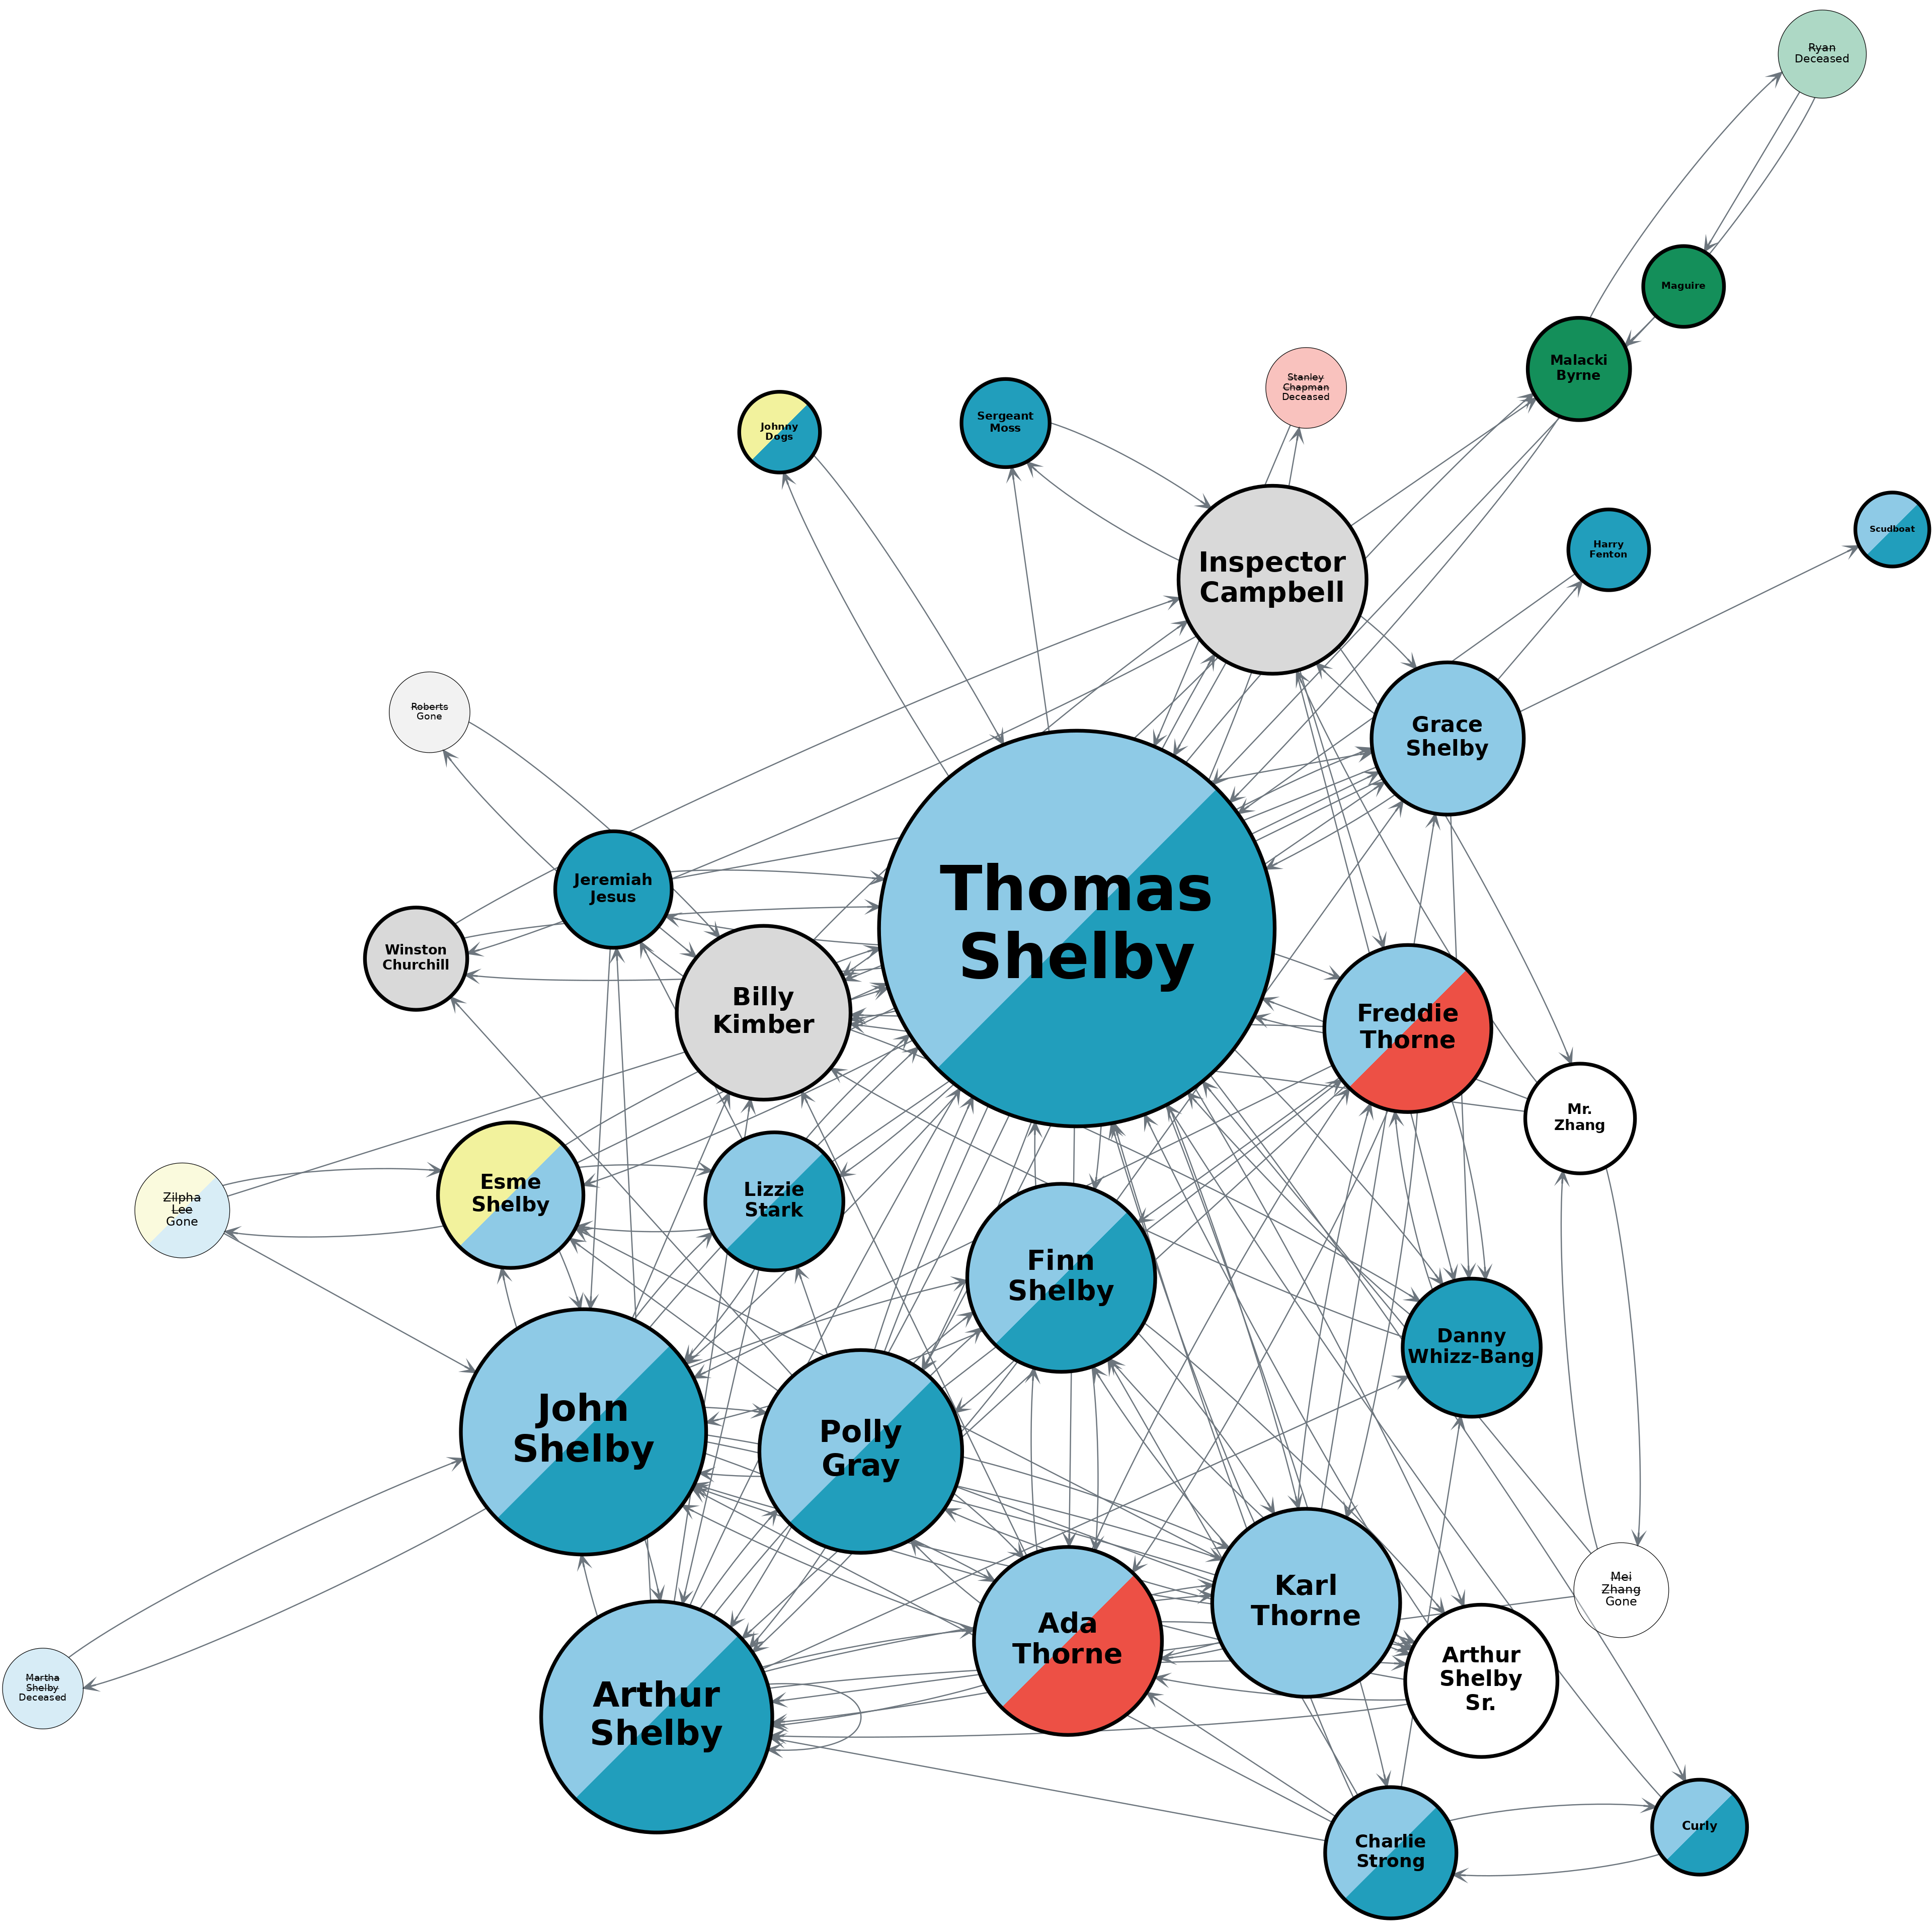 Ryan
Deceased
Maguire
Malacki
Byrne
Stanley
Chapman
Deceased
Sergeant
Moss
Johnny
Dogs
Scudboat
Harry
Fenton
Inspector
Campbell
Grace
Shelby
Roberts
Gone
Jeremiah
Jesus
Thomas
Shelby
Winston
Churchill
Billy
Kimber
Freddie
Thorne
Mr.
Zhang
Esme
Shelby
Lizzie
Stark
Zilpha
Lee
Gone
Finn
Shelby
Danny
Whizz-Bang
John
Shelby
Polly
Gray
Mei
Zhang
Gone
Karl
Thorne
Ada
Thorne
Arthur
Shelby
Sr.
Martha
Shelby
Deceased
Arthur
Shelby
Charlie
Strong
Curly